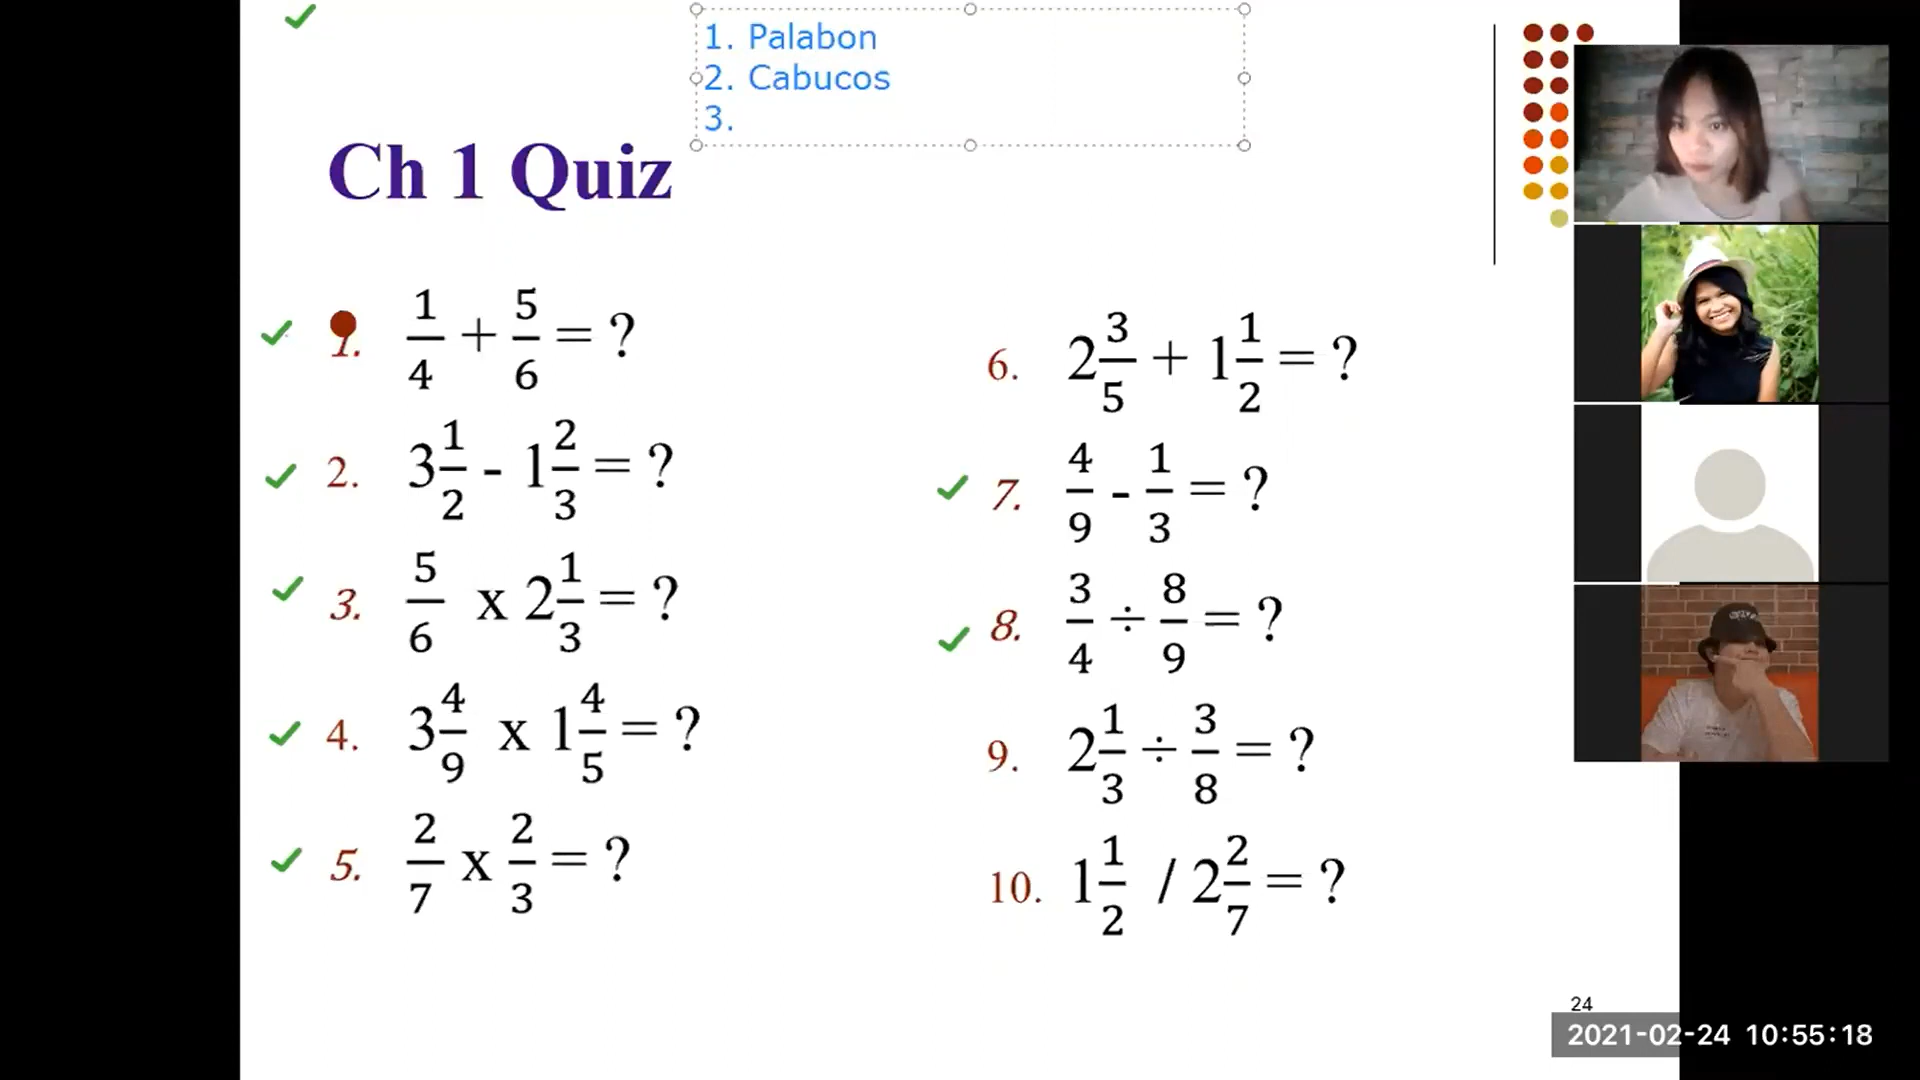 1. Palabon
2. Cabucos
3.
Ch 1 Quiz
1. 1/4 + 5/6 = ?
2. 3 1/2 - 1 2/3 = ?
3. 5/6 x 2 1/3 = ?
4. 3 4/9 x 1 4/5 = ?
5. 2/7 x 2/3 = ?
6. 2 3/5 + 1 1/2 = ?
7. 4/9 - 1/3 = ?
8. 3/4 ÷ 8/9 = ?
9. 2 1/3 ÷ 3/8 = ?
10. 1 1/2 / 2 2/7 = ?
24
2021-02-24 10:55:18